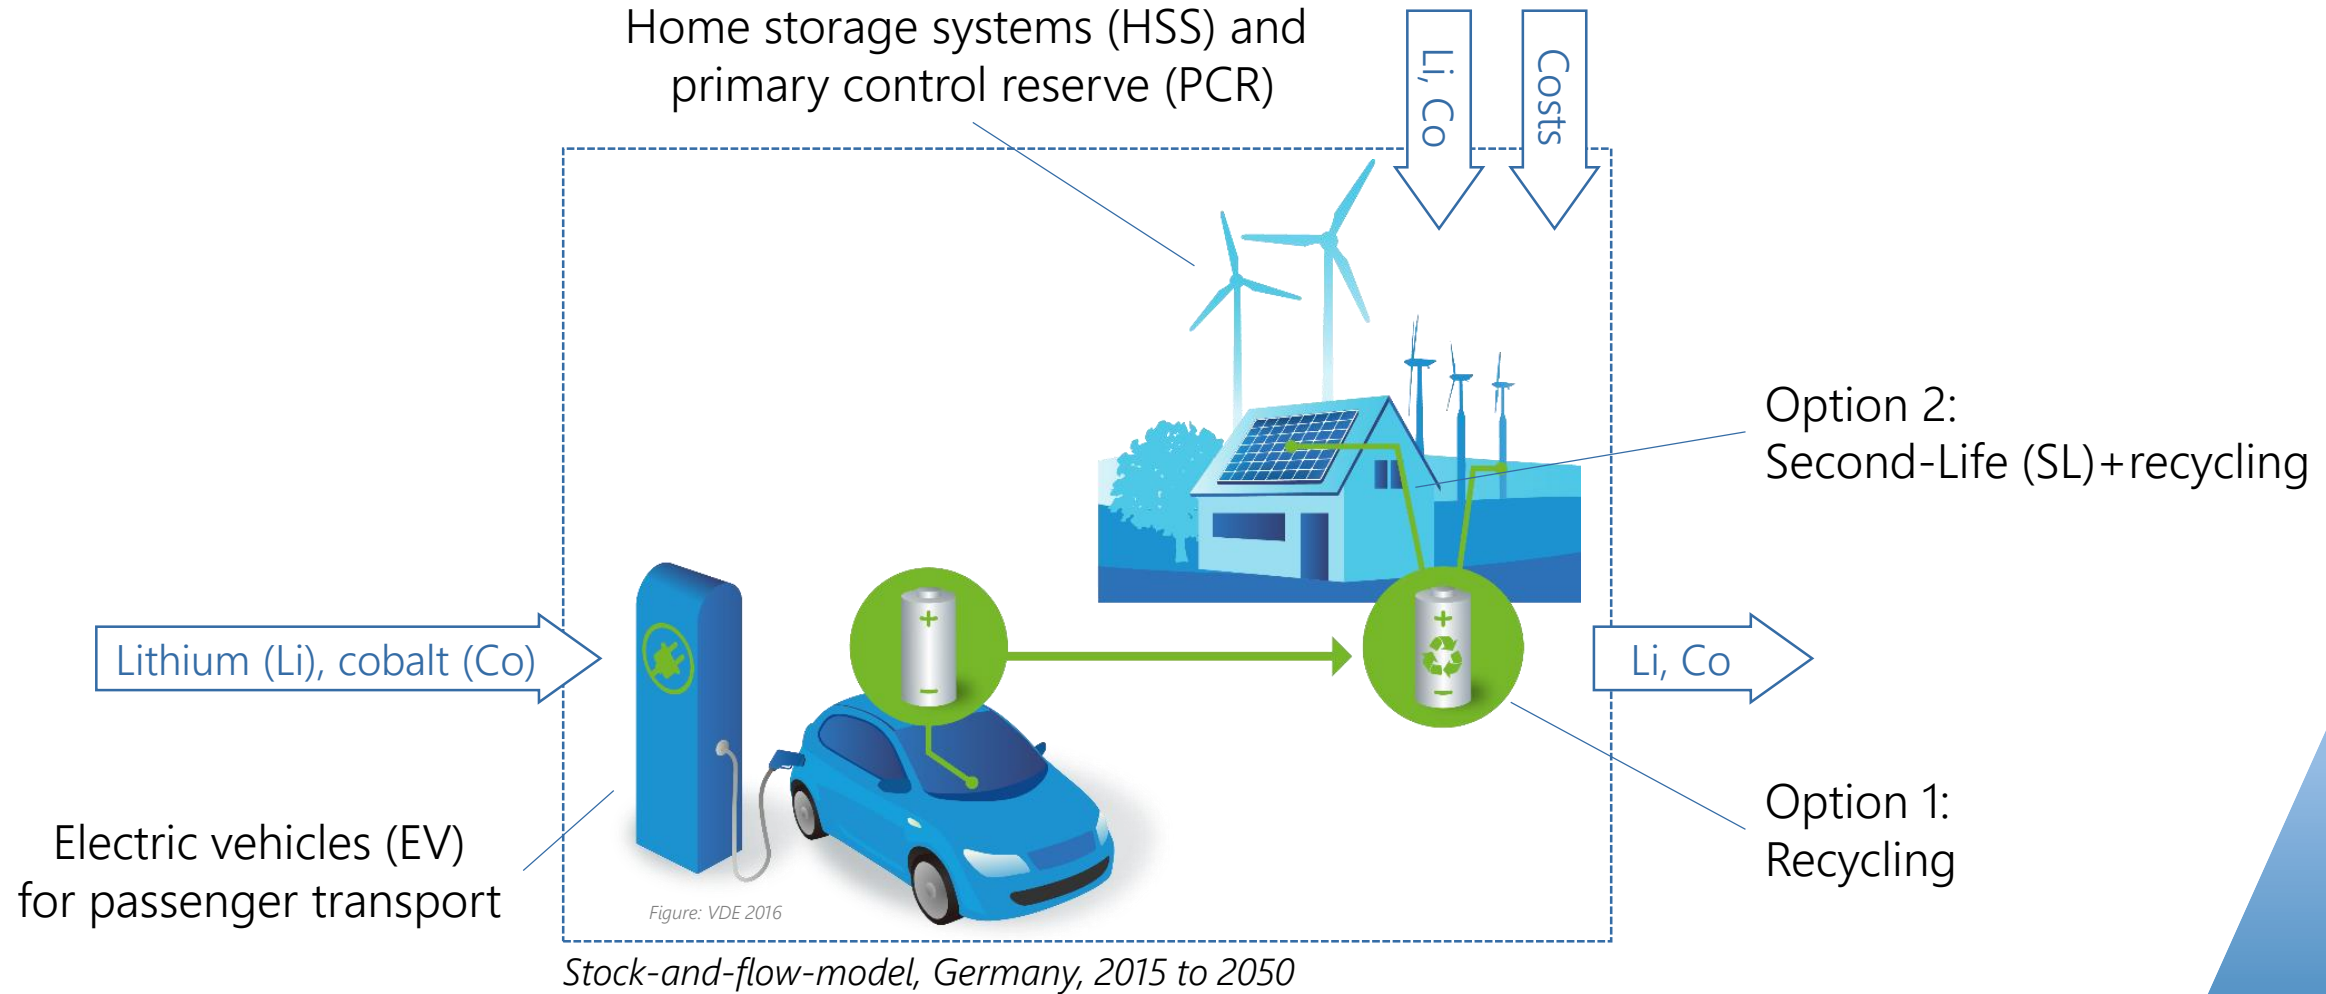 Home storage systems (HSS) and
primary control reserve (PCR)
Li, Co
Costs
Option 2:
Second-Life (SL)+recycling
Lithium (Li), cobalt (Co)
+
−
+
−
Li, Co
Option 1:
Recycling
Electric vehicles (EV)
for passenger transport
Figure: VDE 2016
Stock-and-flow-model, Germany, 2015 to 2050